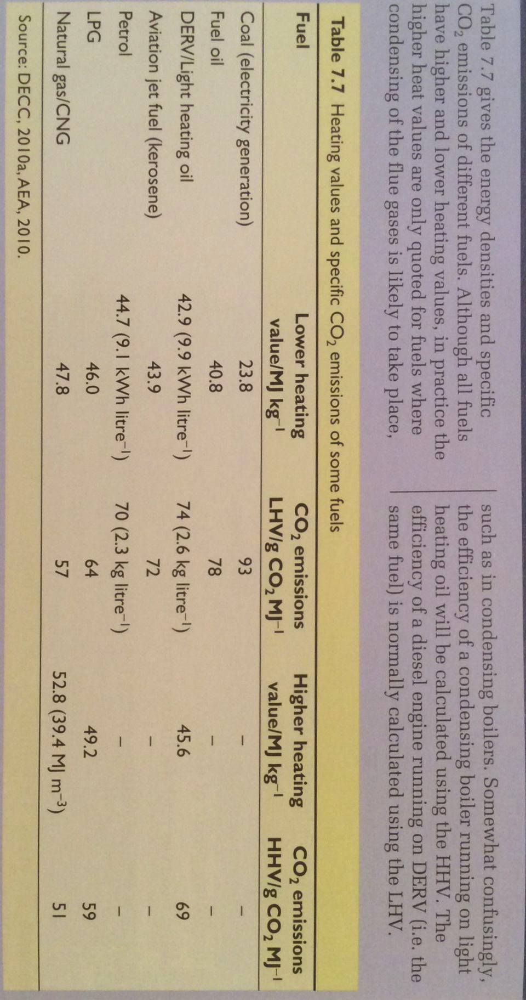 Table 7.7 gives the energy densities and specific
CO₂ emissions of different fuels. Although all fuels
have higher and lower heating values, in practice the
higher heat values are only quoted for fuels where
condensing of the flue gases is likely to take place,
such as in condensing boilers. Somewhat confusingly,
the efficiency of a condensing boiler running on light
heating oil will be calculated using the HHV. The
efficiency of a diesel engine running on DERV (i.e. the
same fuel) is normally calculated using the LHV.
Table 7.7 Heating values and specific CO₂ emissions of some fuels
Fuel Lower heating value/MJ kg⁻¹ CO₂ emissions LHV/g CO₂ MJ⁻¹ Higher heating value/MJ kg⁻¹ CO₂ emissions HHV/g CO₂ MJ⁻¹
Coal (electricity generation) 23.8 93 – –
Fuel oil 40.8 78 – –
DERV/Light heating oil 42.9 (9.9 kWh litre⁻¹) 74 (2.6 kg litre⁻¹) 45.6 69
Aviation jet fuel (kerosene) 43.9 72 – –
Petrol 44.7 (9.1 kWh litre⁻¹) 70 (2.3 kg litre⁻¹) – –
LPG 46.0 64 49.2 59
Natural gas/CNG 47.8 57 52.8 (39.4 MJ m⁻³) 51
Source: DECC, 2010a, AEA, 2010.